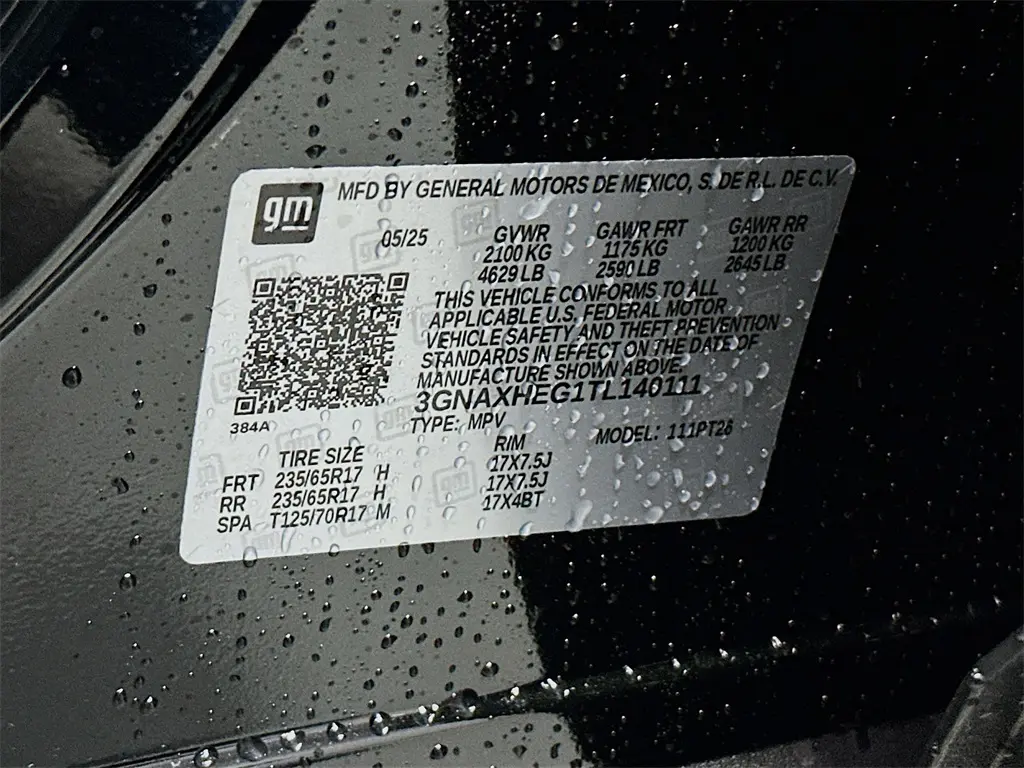 gm
MFD BY GENERAL MOTORS DE MEXICO, S. DE R.L. DE C.V.
05/25
GVWR GAWR FRT GAWR RR
2100 KG 1175 KG 1200 KG
4629 LB 2590 LB 2645 LB
THIS VEHICLE CONFORMS TO ALL
APPLICABLE U.S. FEDERAL MOTOR
VEHICLE SAFETY AND THEFT PREVENTION
STANDARDS IN EFFECT ON THE DATE OF
MANUFACTURE SHOWN ABOVE.
3GNAXHEG1TL140111
384A
TYPE: MPV MODEL: 111PT26
TIRE SIZE RIM
FRT 235/65R17 H 17X7.5J
RR 235/65R17 H 17X7.5J
SPA T125/70R17 M 17X4BT